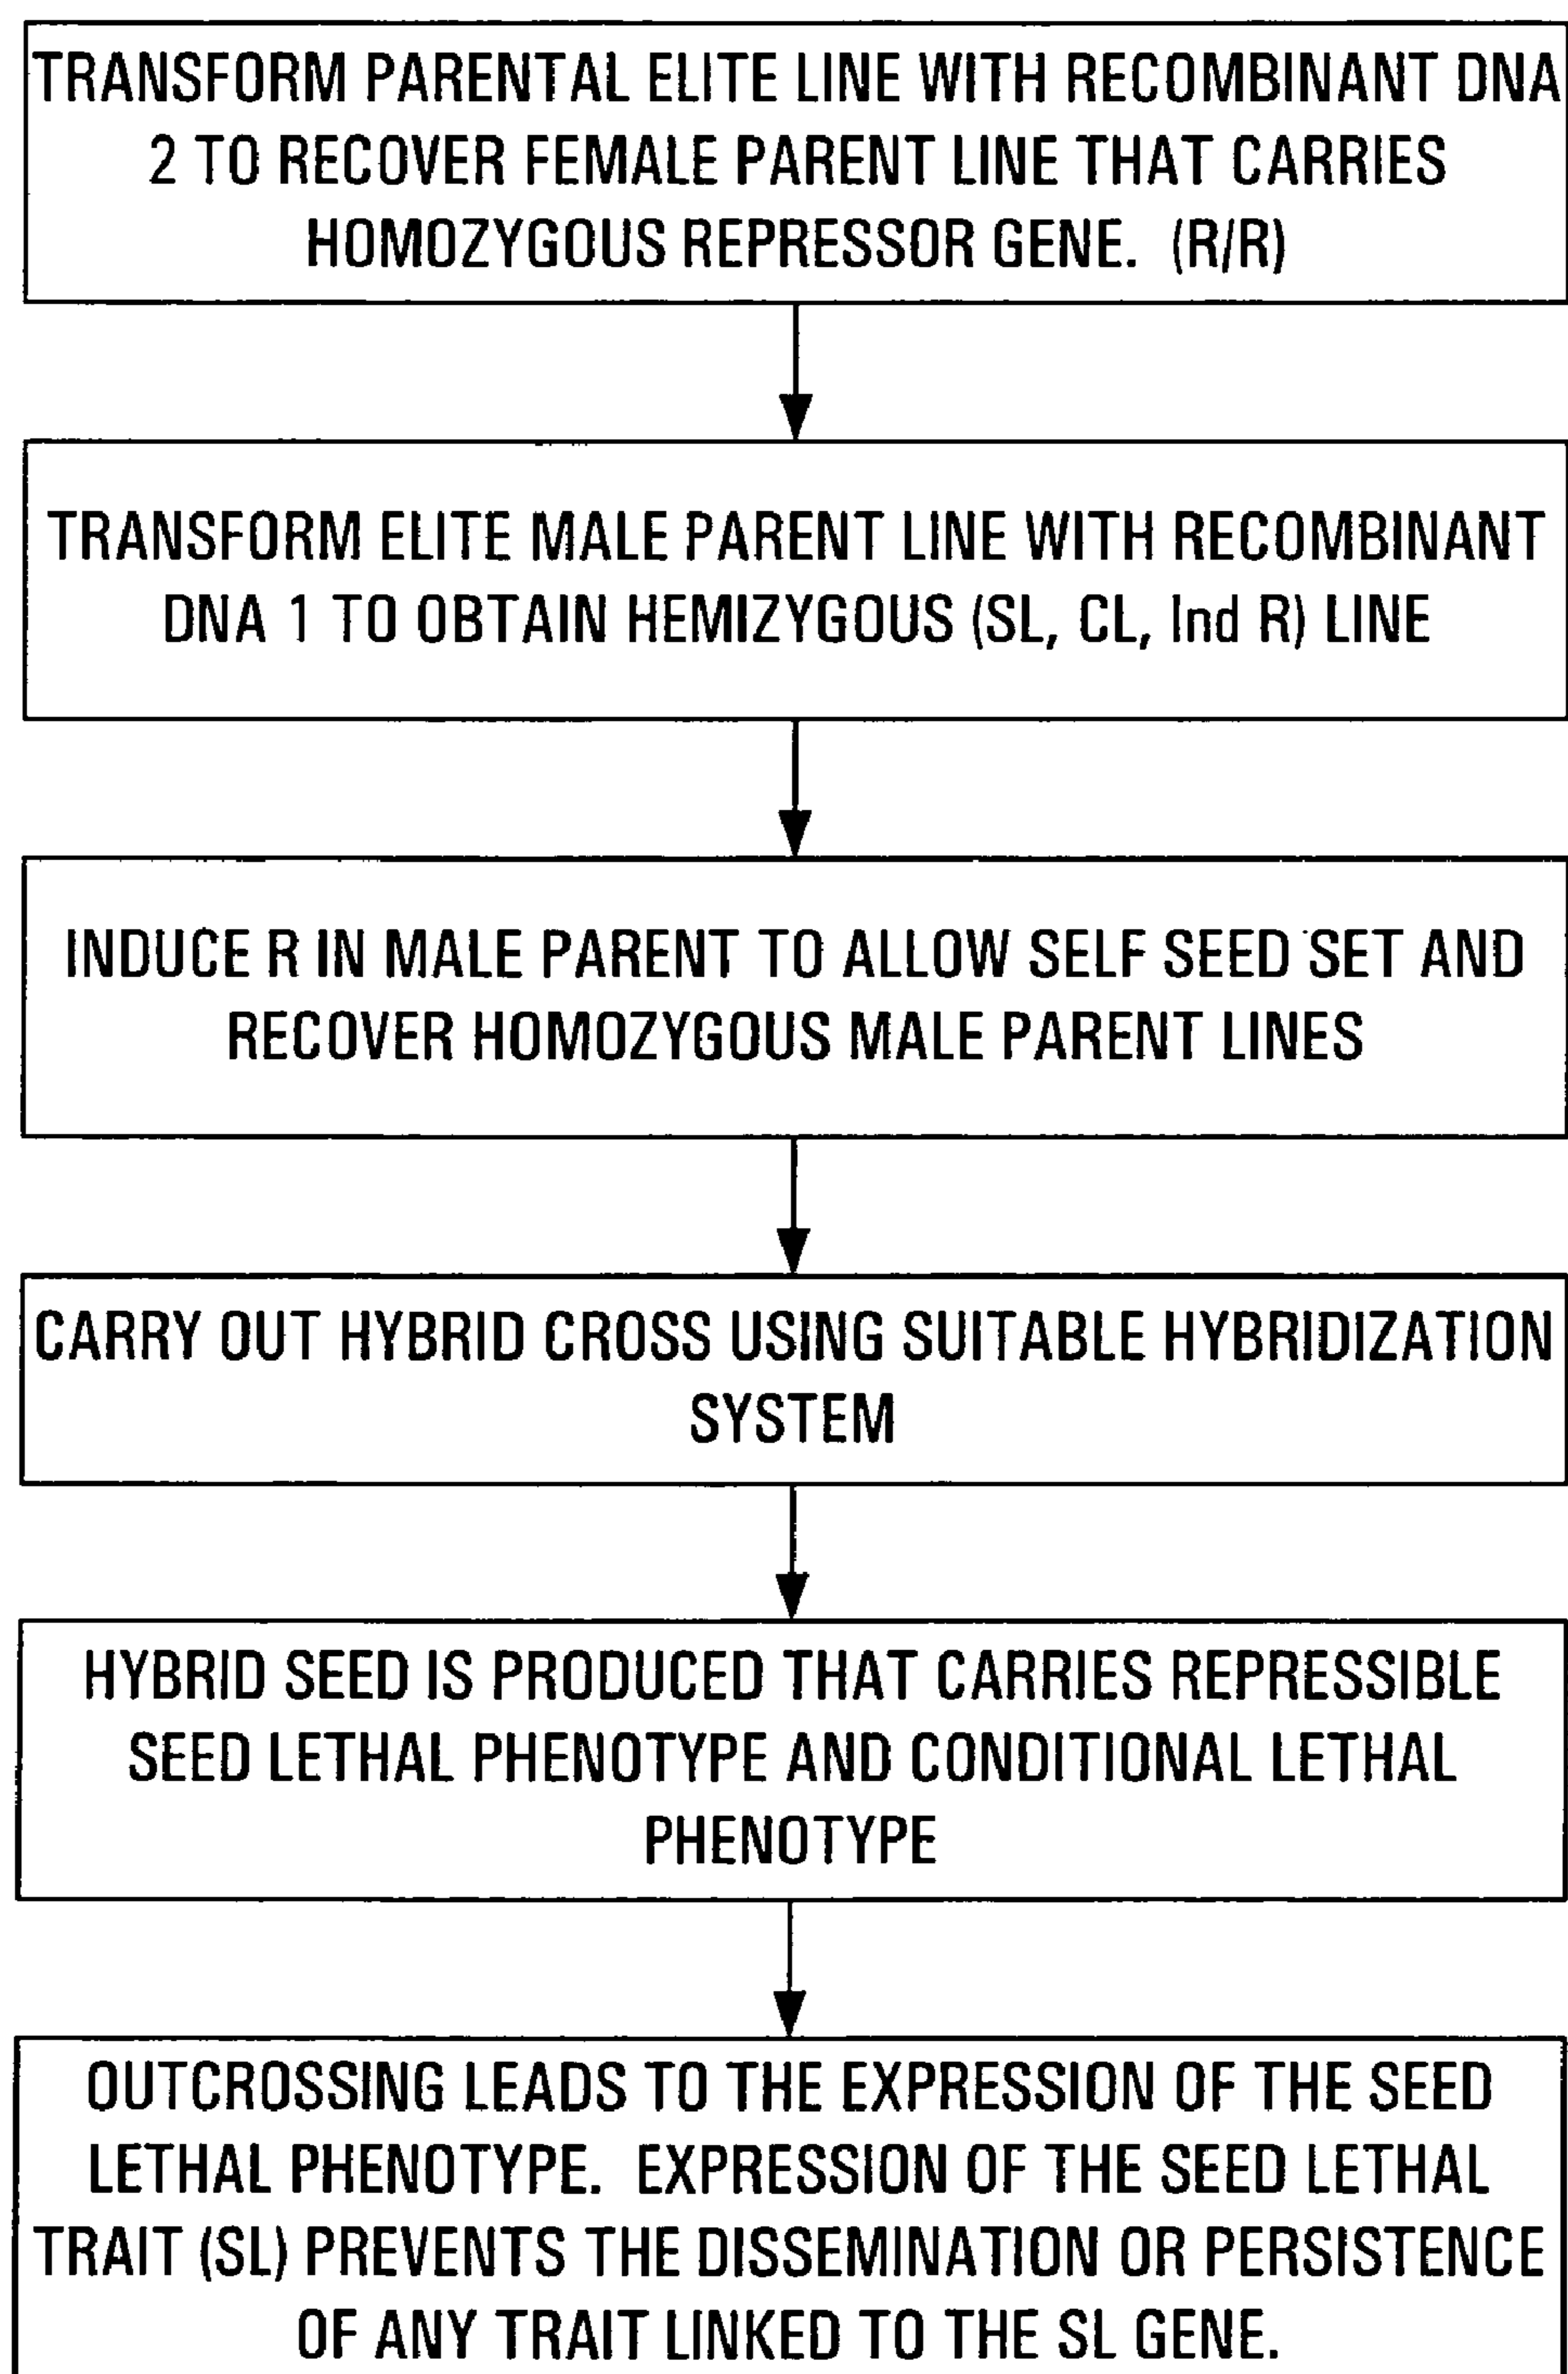 TRANSFORM PARENTAL ELITE LINE WITH RECOMBINANT DNA
2 TO RECOVER FEMALE PARENT LINE THAT CARRIES
HOMOZYGOUS REPRESSOR GENE. (R/R)
TRANSFORM ELITE MALE PARENT LINE WITH RECOMBINANT
DNA 1 TO OBTAIN HEMIZYGOUS (SL, CL, Ind R) LINE
INDUCE R IN MALE PARENT TO ALLOW SELF SEED SET AND
RECOVER HOMOZYGOUS MALE PARENT LINES
CARRY OUT HYBRID CROSS USING SUITABLE HYBRIDIZATION
SYSTEM
HYBRID SEED IS PRODUCED THAT CARRIES REPRESSIBLE
SEED LETHAL PHENOTYPE AND CONDITIONAL LETHAL
PHENOTYPE
OUTCROSSING LEADS TO THE EXPRESSION OF THE SEED
LETHAL PHENOTYPE. EXPRESSION OF THE SEED LETHAL
TRAIT (SL) PREVENTS THE DISSEMINATION OR PERSISTENCE
OF ANY TRAIT LINKED TO THE SL GENE.